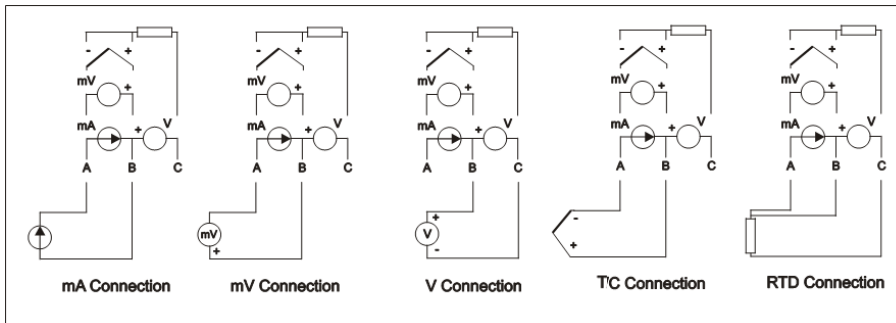 - + - + - + - + - +
mV mV mV mV mV
+ + + + +
mA + V mA + V mA + V mA + V mA + V
A B C A B C A B C A B C A B C
mV + V + - - + 
mA Connection mV Connection V Connection T/C Connection RTD Connection